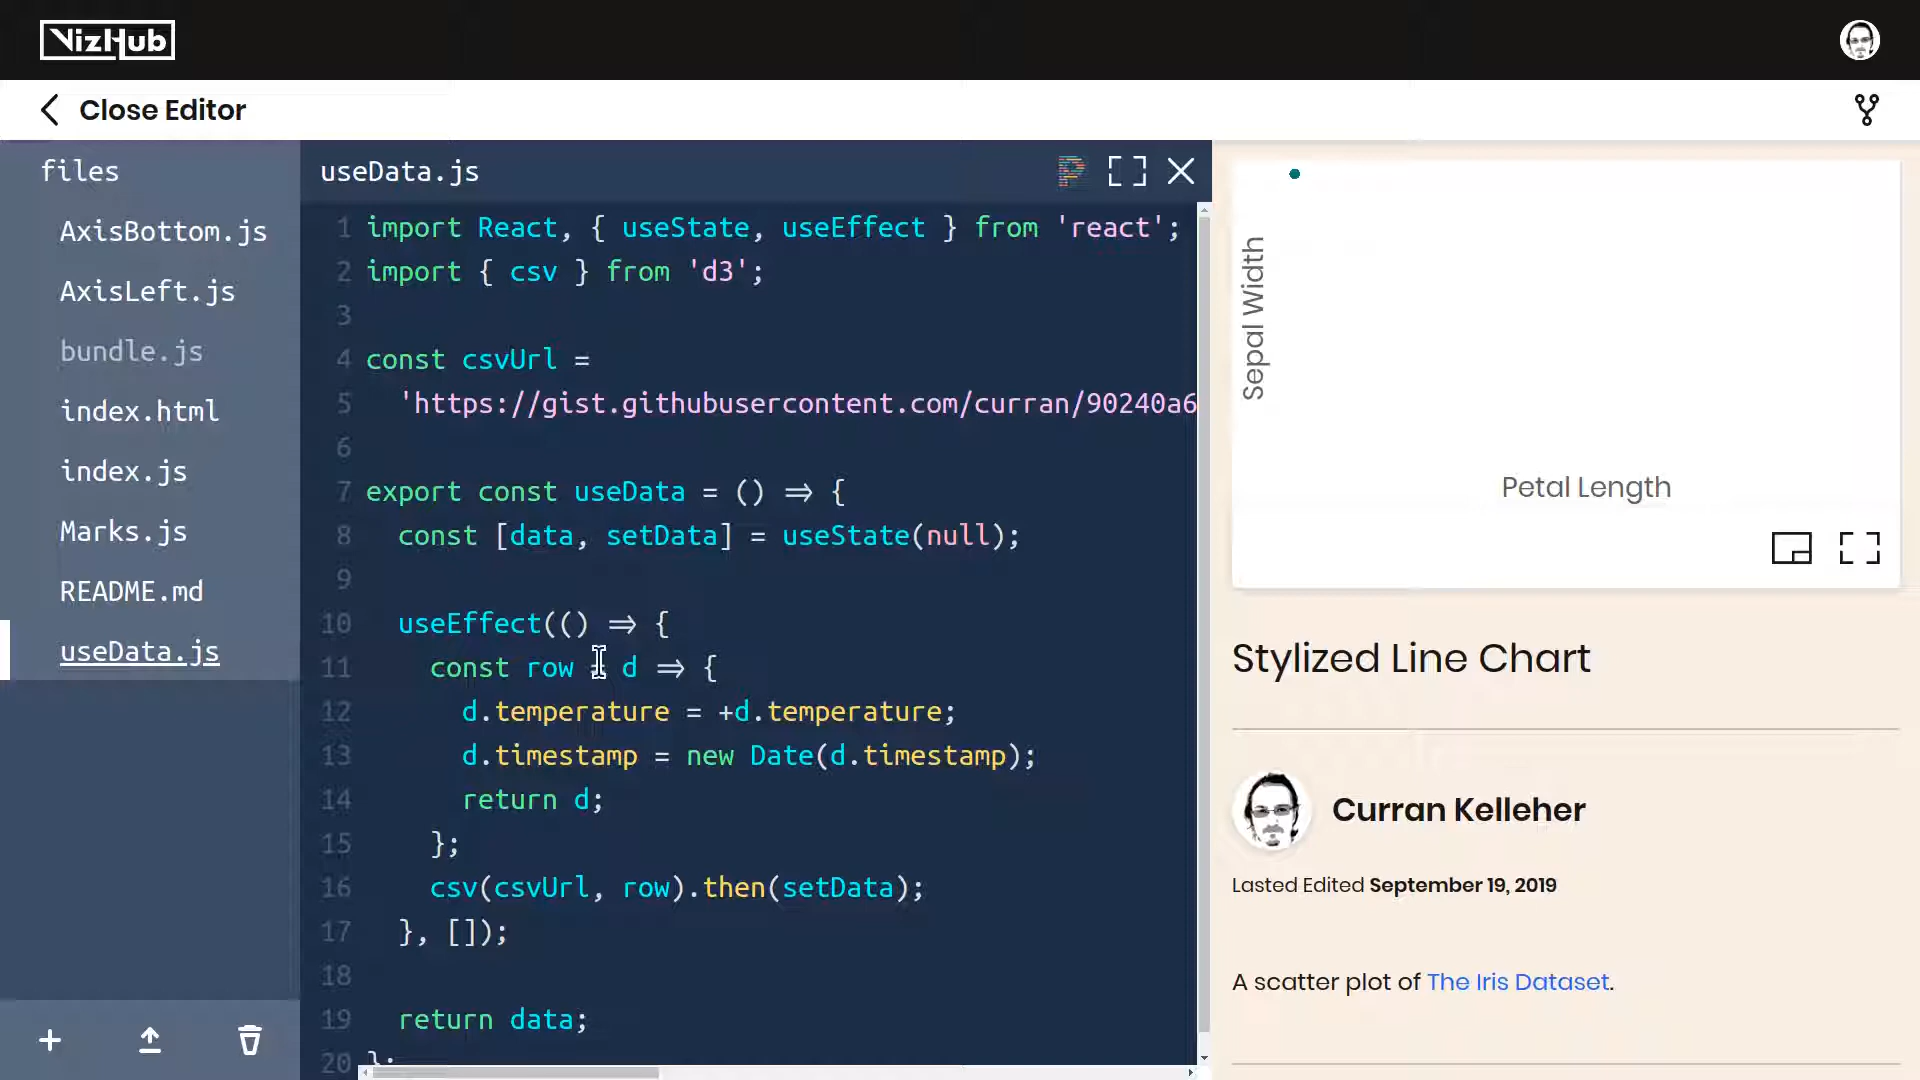 VizHub
Close Editor
files
AxisBottom.js
AxisLeft.js
bundle.js
index.html
index.js
Marks.js
README.md
useData.js
useData.js
1 import React, { useState, useEffect } from 'react';
2 import { csv } from 'd3';
3
4 const csvUrl =
5 'https://gist.githubusercontent.com/curran/90240a6
6
7 export const useData = () => {
8 const [data, setData] = useState(null);
9
10 useEffect(() => {
11 const row = d => {
12 d.temperature = +d.temperature;
13 d.timestamp = new Date(d.timestamp);
14 return d;
15 };
16 csv(csvUrl, row).then(setData);
17 }, []);
18
19 return data;
20 };
Sepal Width
Petal Length
Stylized Line Chart
Curran Kelleher
Lasted Edited September 19, 2019
A scatter plot of The Iris Dataset.